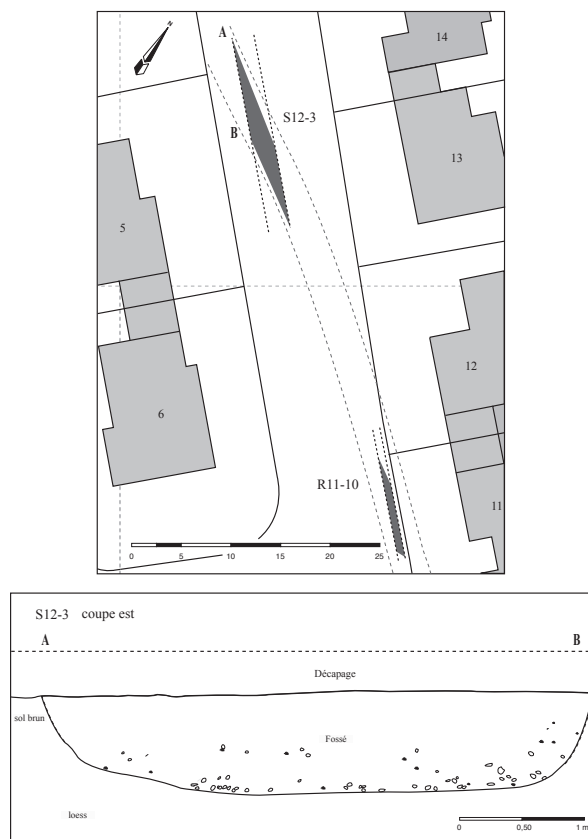 N
A
14
S12-3
B
13
5
12
6
R11-10
11
0 5 10 15 20 25
S12-3 coupe est
A B
Décapage
sol brun
Fossé
loess
0 0,50 1 m